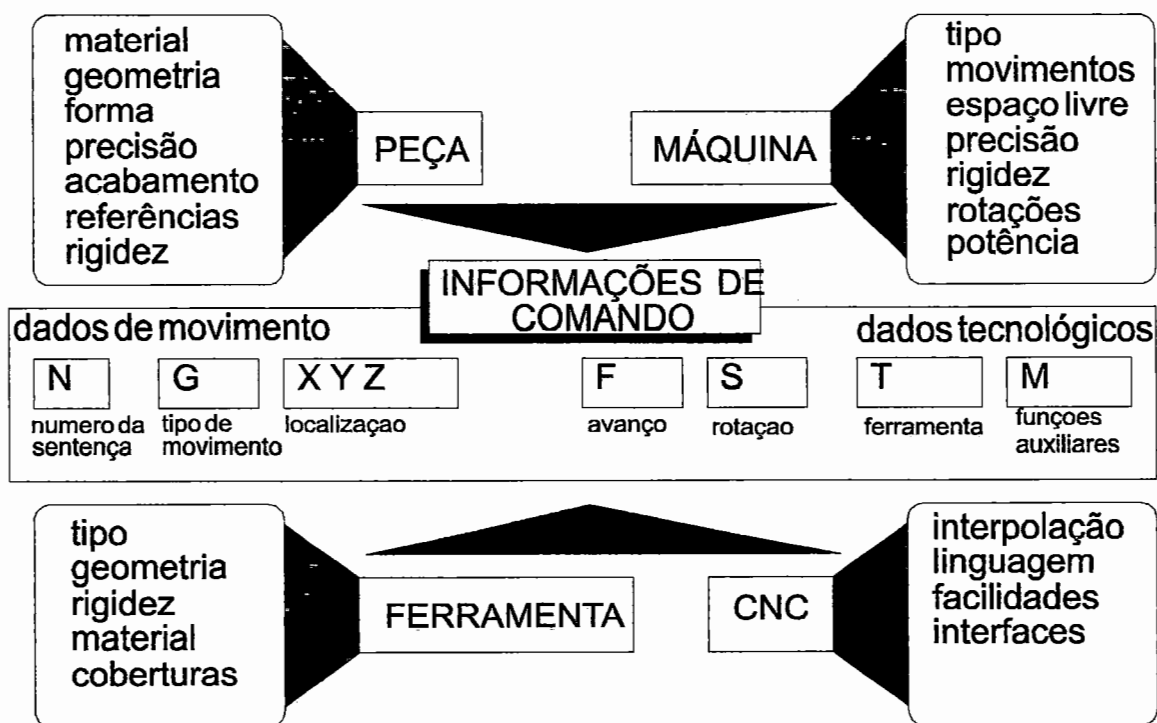 material
geometria
forma
precisão
acabamento
referências
rigidez
PEÇA
MÁQUINA
tipo
movimentos
espaço livre
precisão
rigidez
rotações
potência
INFORMAÇÕES DE
COMANDO
dados de movimento
dados tecnológicos
N
G
X Y Z
F
S
T
M
numero da
sentença
tipo de
movimento
localizaçao
avanço
rotaçao
ferramenta
funçoes
auxiliares
tipo
geometria
rigidez
material
coberturas
FERRAMENTA
CNC
interpolação
linguagem
facilidades
interfaces